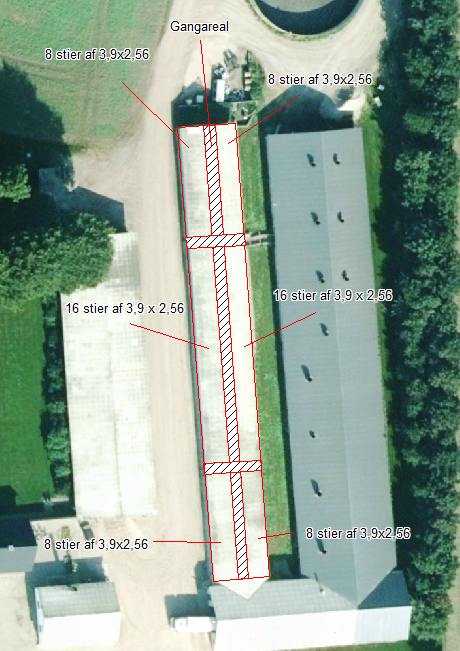 Gangareal
8 stier af 3,9x2,56
8 stier af 3,9x2,56
16 stier af 3,9 x 2,56
16 stier af 3,9 x 2,56
8 stier af 3,9x2,56
8 stier af 3,9x2,56